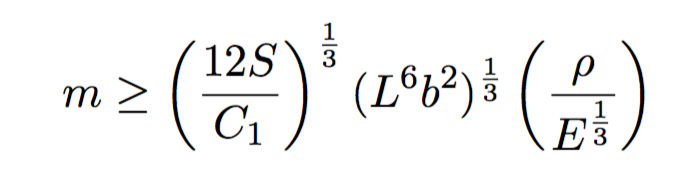 m ≥ (12S/C₁)^{1/3} (L⁶b²)^{1/3} (ρ/E^{1/3})